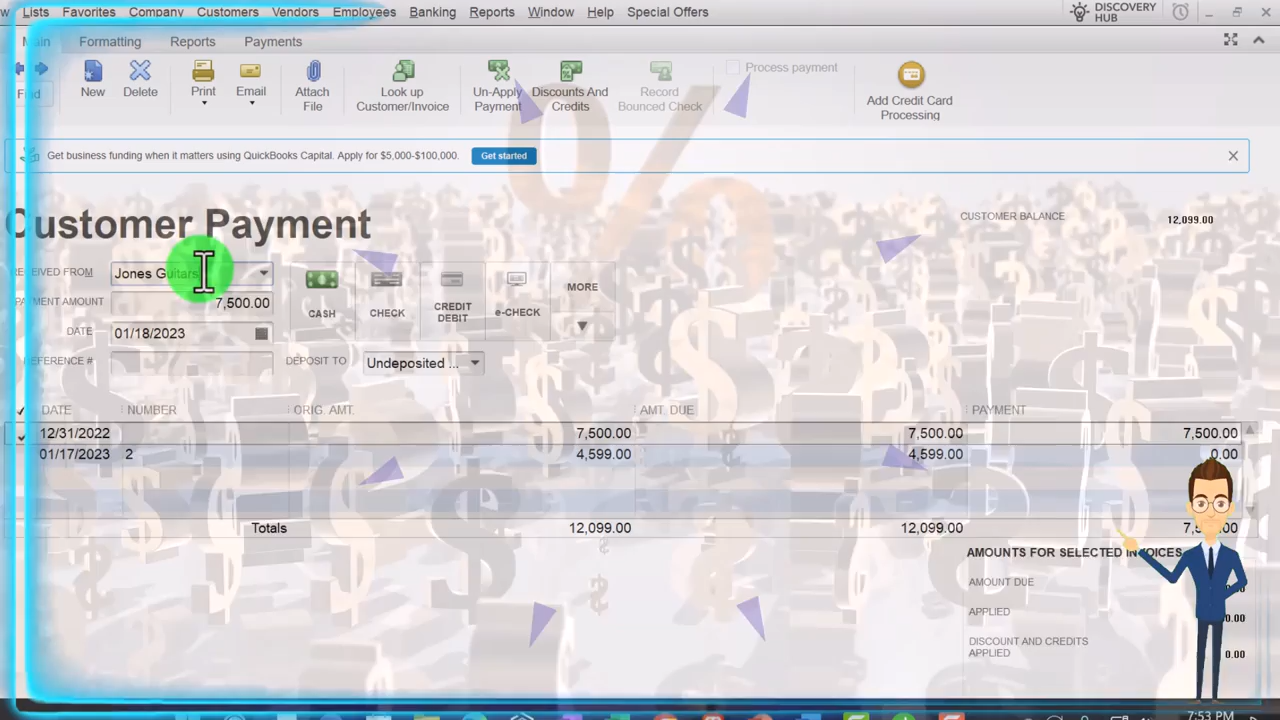 Lists Favorites Company Customers Vendors Employees Banking Reports Window Help Special Offers
DISCOVERY
HUB
Main Formatting Reports Payments
Find
New Delete Print Email
Attach
File
Look up
Customer/Invoice
Un-Apply
Payment
Discounts And
Credits
Record
Bounced Check
Process payment
Add Credit Card
Processing
Get business funding when it matters using QuickBooks Capital. Apply for $5,000-$100,000. Get started
Customer Payment
CUSTOMER BALANCE 12,099.00
RECEIVED FROM Jones Guitars
PAYMENT AMOUNT 7,500.00
DATE 01/18/2023
REFERENCE #
CASH
CHECK
CREDIT
DEBIT
e-CHECK
MORE
DEPOSIT TO Undeposited ...
DATE NUMBER ORIG. AMT. AMT. DUE PAYMENT
12/31/2022 7,500.00 7,500.00 7,500.00
01/17/2023 2 4,599.00 4,599.00 0.00
Totals 12,099.00 12,099.00
AMOUNTS FOR SELECTED INVOICES
AMOUNT DUE
APPLIED
DISCOUNT AND CREDITS
APPLIED
0.00
7:53 PM